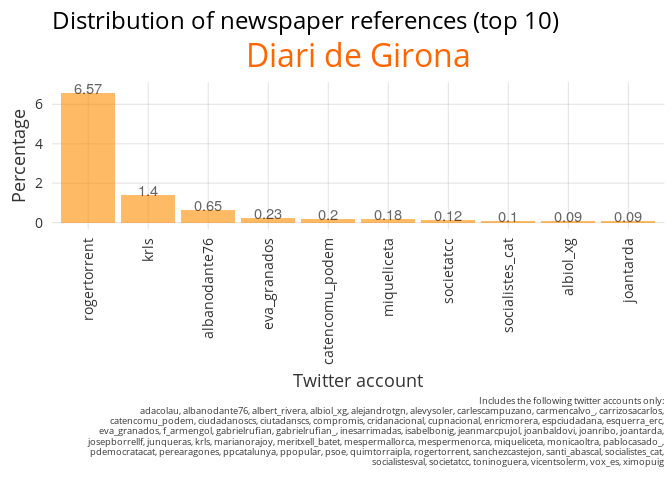 Distribution of newspaper references (top 10)
Diari de Girona
Percentage
6
4
2
0
6.57
1.4
0.65
0.23
0.2
0.18
0.12
0.1
0.09
0.09
rogertorrent
krls
albanodante76
eva_granados
catencomu_podem
miqueliceta
societatcc
socialistes_cat
albiol_xg
joantarda
Twitter account
Includes the following twitter accounts only:
adacolau, albanodante76, albert_rivera, albiol_xg, alejandrotgn, alevysoler, carlescampuzano, carmencalvo_, carrizosacarlos,
catencomu_podem, ciudadanoscs, ciutadanscs, compromis, cridanacional, cupnacional, enricmorera, espciudadana, esquerra_erc,
eva_granados, f_armengol, gabrielrufian, gabrielrufian_, inesarrimadas, isabelbonig, jeanmarcpujol, joanbaldovi, joanribo, joantarda,
josepborrellf, junqueras, krls, marianorajoy, meritxell_batet, mespermallorca, mespermenorca, miqueliceta, monicaoltra, pablocasado_,
pdemocratacat, perearagones, ppcatalunya, ppopular, psoe, quimtorraipla, rogertorrent, sanchezcastejon, santi_abascal, socialistes_cat,
socialistesval, societatcc, toninoguera, vicentsolerm, vox_es, ximopuig